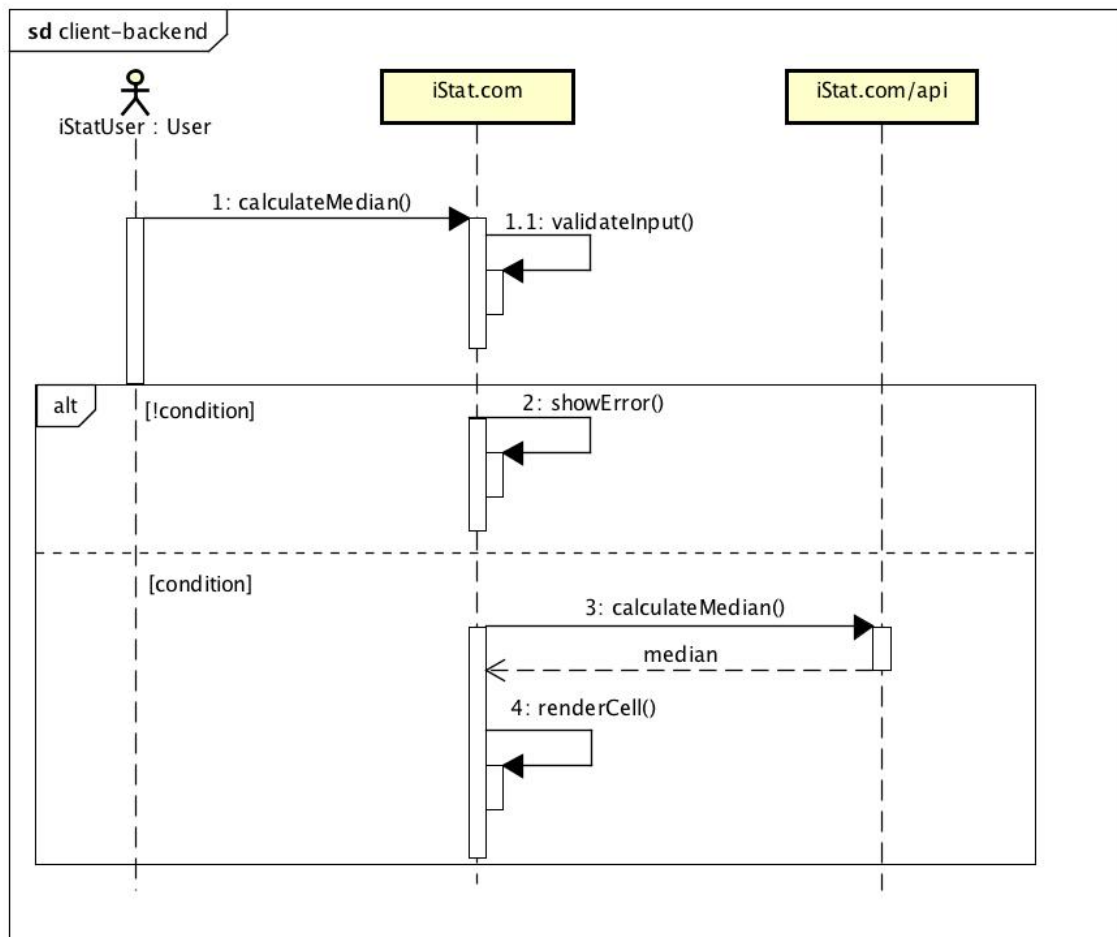 sd client-backend
iStatUser : User
iStat.com
iStat.com/api
1: calculateMedian()
1.1: validateInput()
alt
[!condition]
2: showError()
[condition]
3: calculateMedian()
median
4: renderCell()